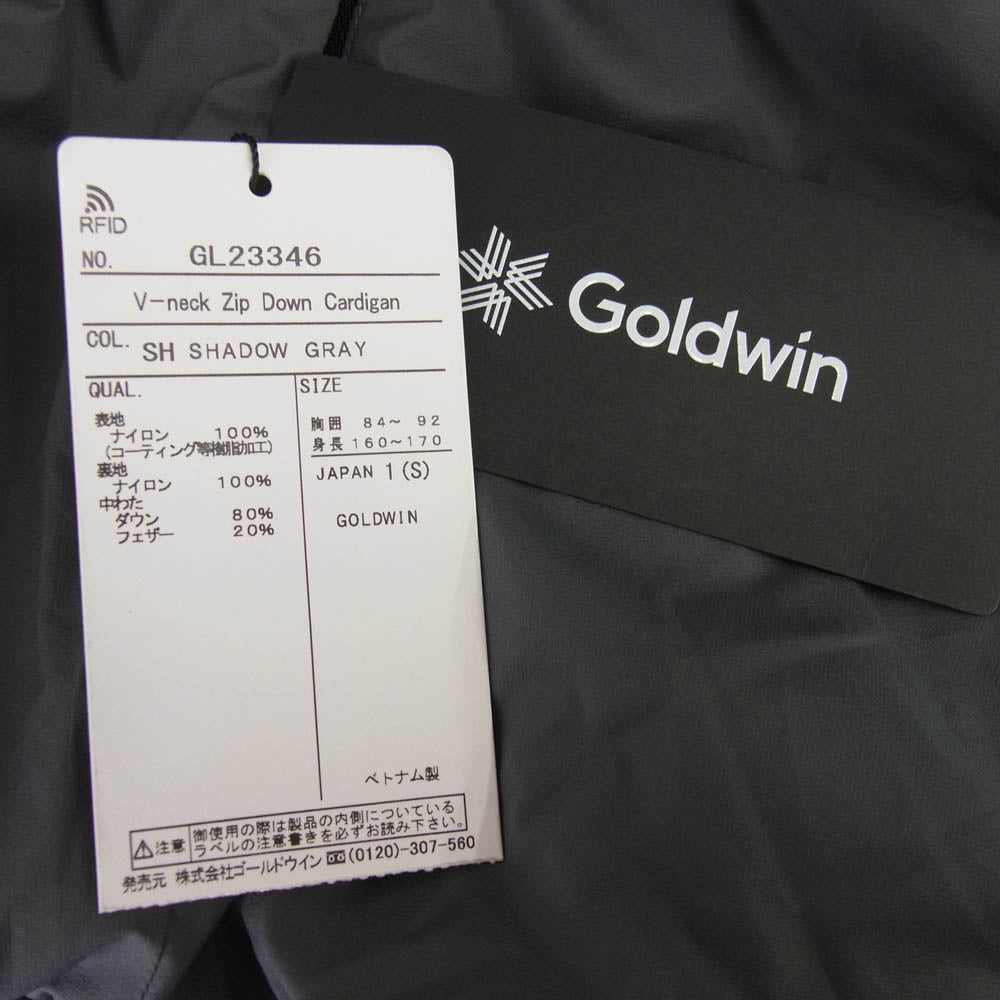 RFID
NO. GL23346
V-neck Zip Down Cardigan
COL. SH SHADOW GRAY
QUAL.
表地
ナイロン 100%
(コーティング等樹脂加工)
裏地
ナイロン 100%
中わた
ダウン 80%
フェザー 20%
SIZE
胸囲 84～ 92
身長 160～170
JAPAN 1 (S)
GOLDWIN
ベトナム製
注意 御使用の際は製品の内側についている
ラベルの注意書きを必ずお読み下さい。
発売元 株式会社ゴールドウイン (0120)-307-560
Goldwin